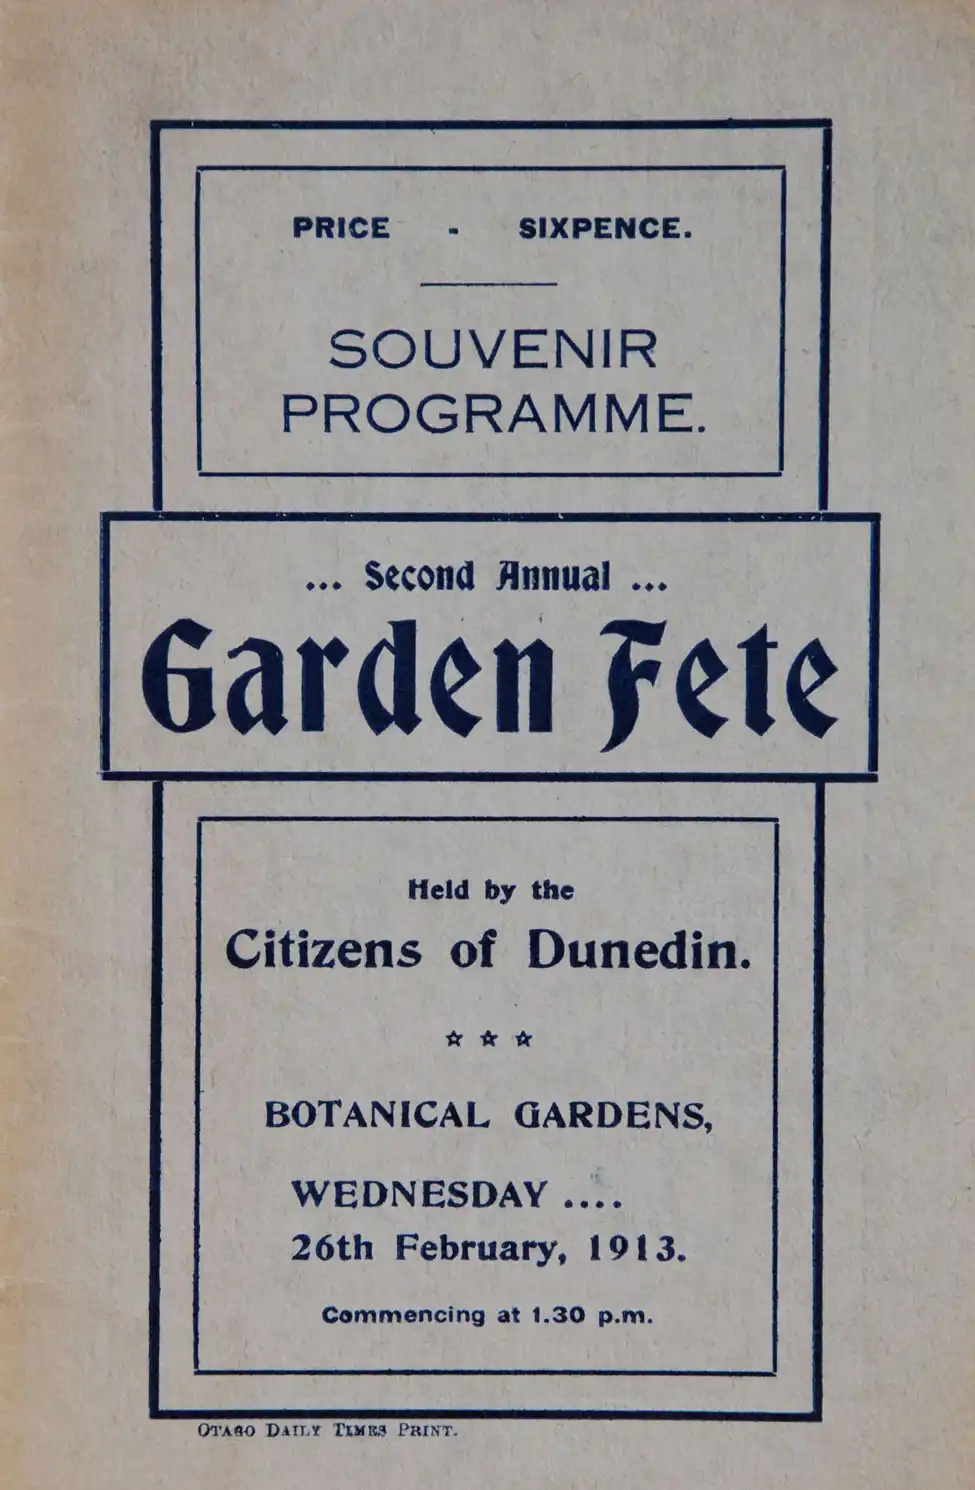 PRICE - SIXPENCE.
SOUVENIR
PROGRAMME.
... Second Annual ...
Garden Fete
Held by the
Citizens of Dunedin.
☆ ☆ ☆
BOTANICAL GARDENS,
WEDNESDAY ....
26th February, 1913.
Commencing at 1.30 p.m.
OTAGO DAILY TIMES PRINT.